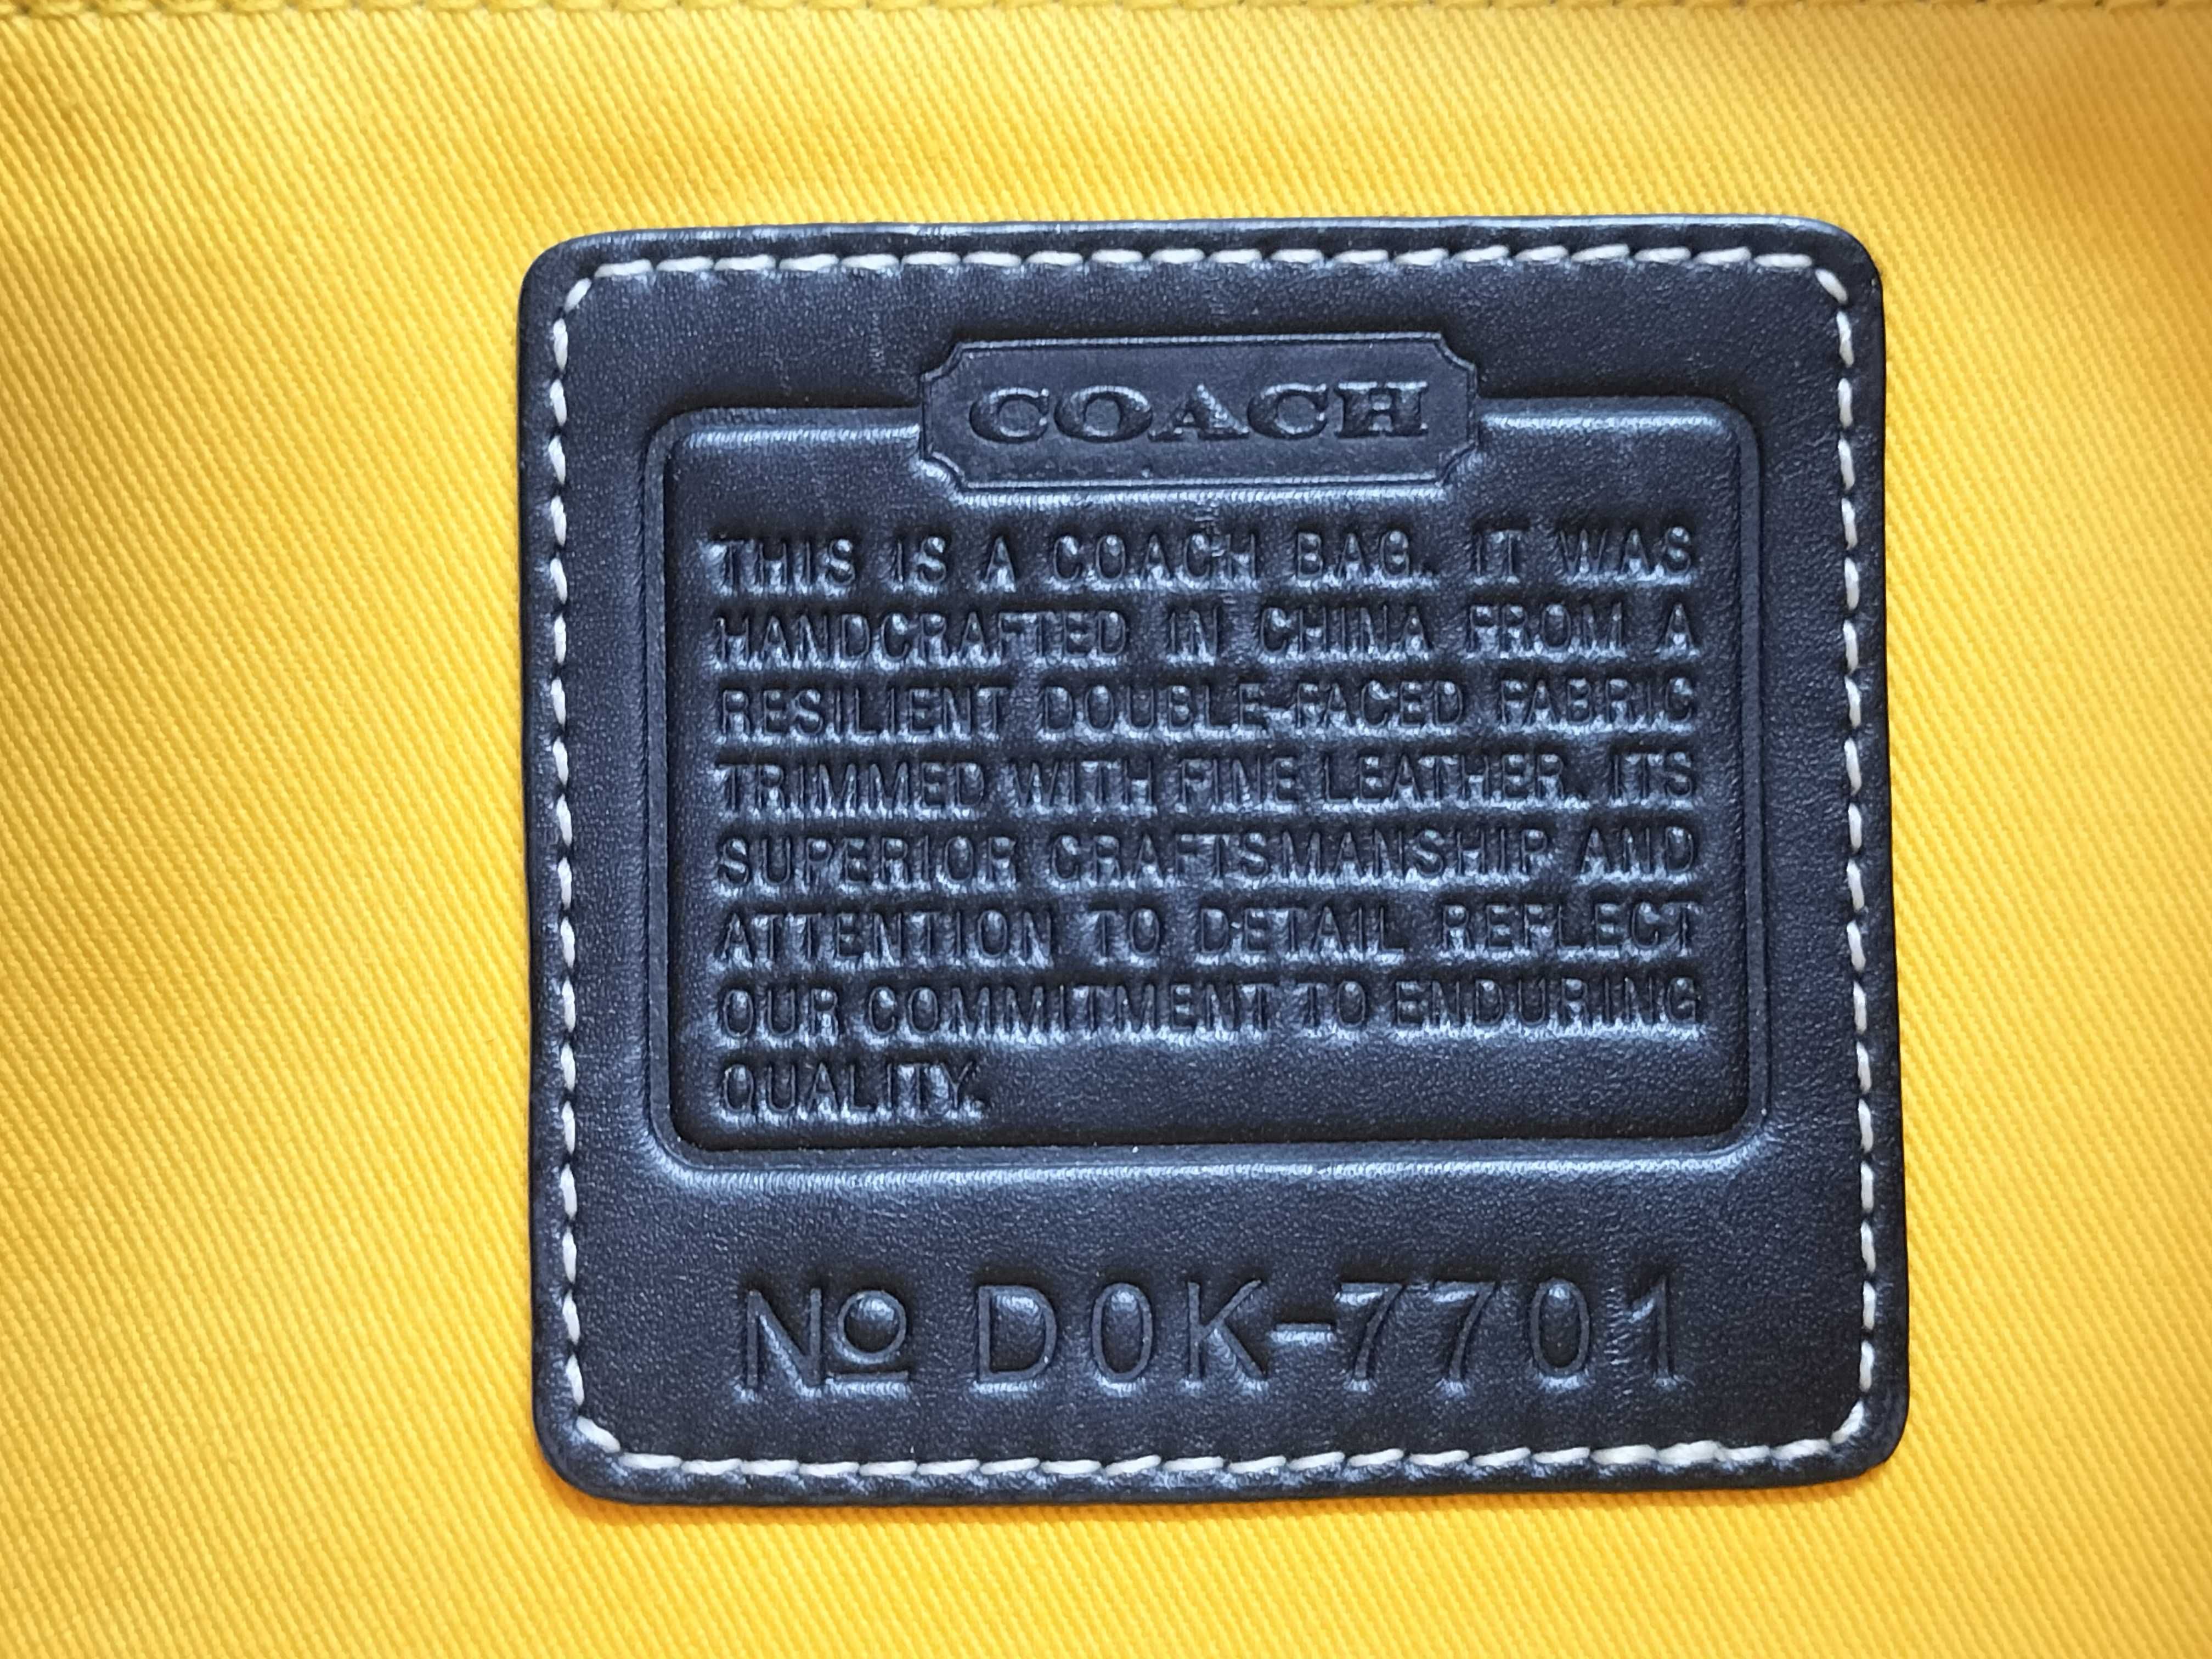 COACH
THIS IS A COACH BAG. IT WAS
HANDCRAFTED IN CHINA FROM A
RESILIENT DOUBLE-FACED FABRIC
TRIMMED WITH FINE LEATHER. ITS
SUPERIOR CRAFTSMANSHIP AND
ATTENTION TO DETAIL REFLECT
OUR COMMITMENT TO ENDURING
QUALITY.
No D0K-7701